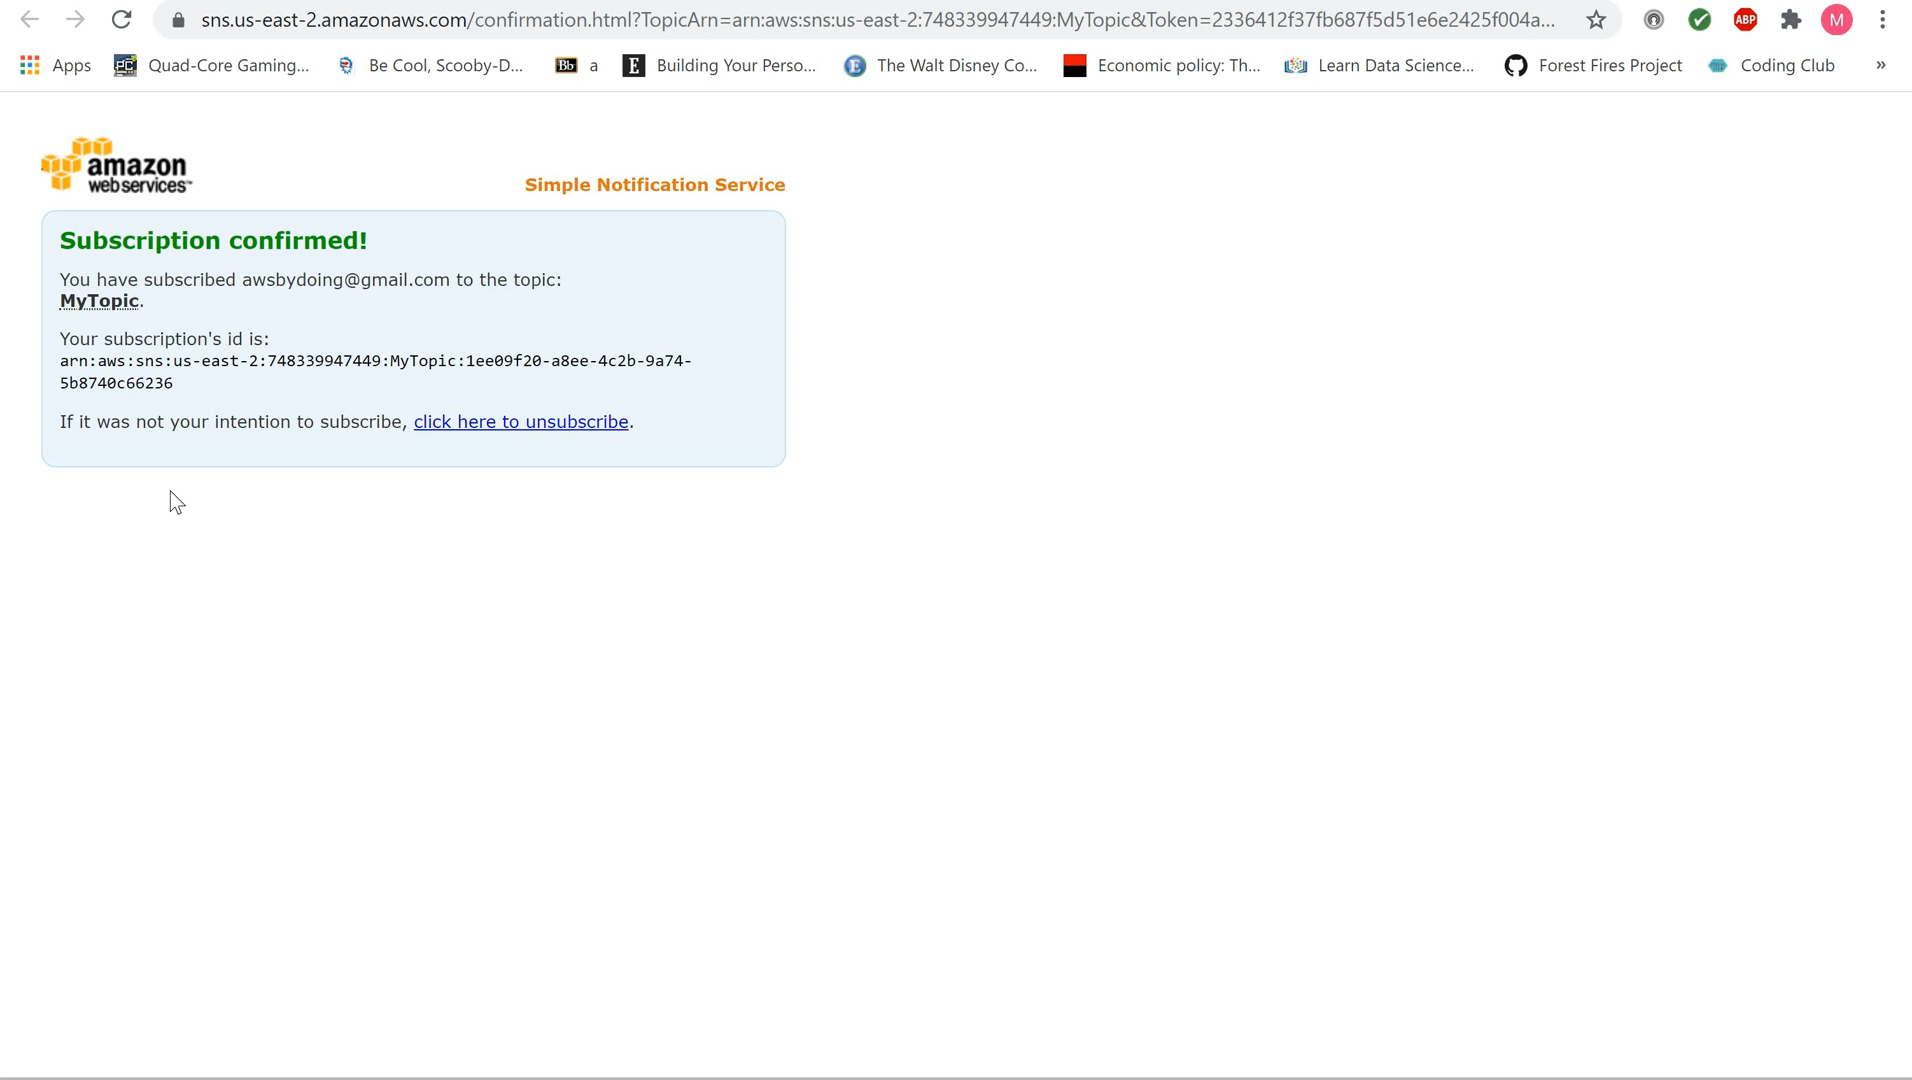 sns.us-east-2.amazonaws.com/confirmation.html?TopicArn=arn:aws:sns:us-east-2:748339947449:MyTopic&Token=2336412f37fb687f5d51e6e2425f004a...
ABP
M
Apps
PC
Quad-Core Gaming...
Be Cool, Scooby-D...
Bb
a
E
Building Your Perso...
E
The Walt Disney Co...
Economic policy: Th...
Learn Data Science...
Forest Fires Project
Coding Club
»
amazon
webservices™
Simple Notification Service
Subscription confirmed!
You have subscribed awsbydoing@gmail.com to the topic:
MyTopic.
Your subscription's id is:
arn:aws:sns:us-east-2:748339947449:MyTopic:1ee09f20-a8ee-4c2b-9a74-
5b8740c66236
If it was not your intention to subscribe, click here to unsubscribe.